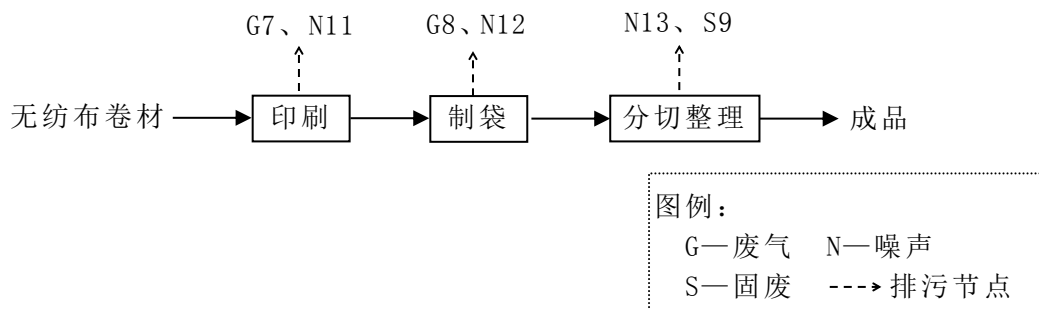 G7、N11 G8、N12 N13、S9
无纺布卷材 印刷 制袋 分切整理 成品
图例：
G—废气 N—噪声
S—固废 排污节点